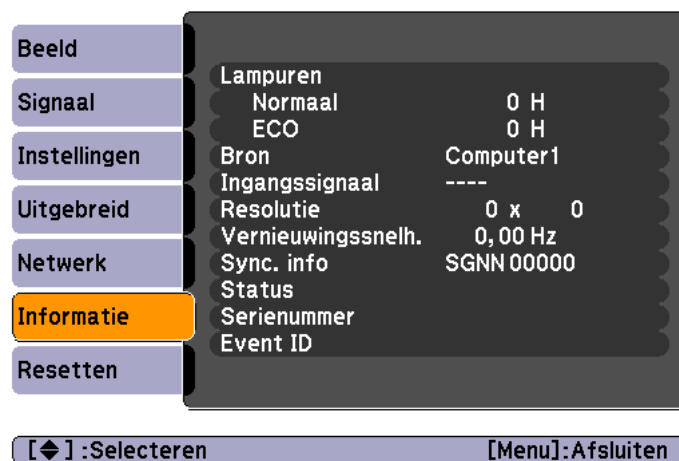 Beeld
Signaal
Instellingen
Uitgebreid
Netwerk
Informatie
Resetten
Lampuren
Normaal 0 H
ECO 0 H
Bron Computer1
Ingangssignaal ----
Resolutie 0 x 0
Vernieuwingssnelh. 0,00 Hz
Sync. info SGNN 00000
Status
Serienummer
Event ID
[◆] :Selecteren [Menu]:Afsluiten